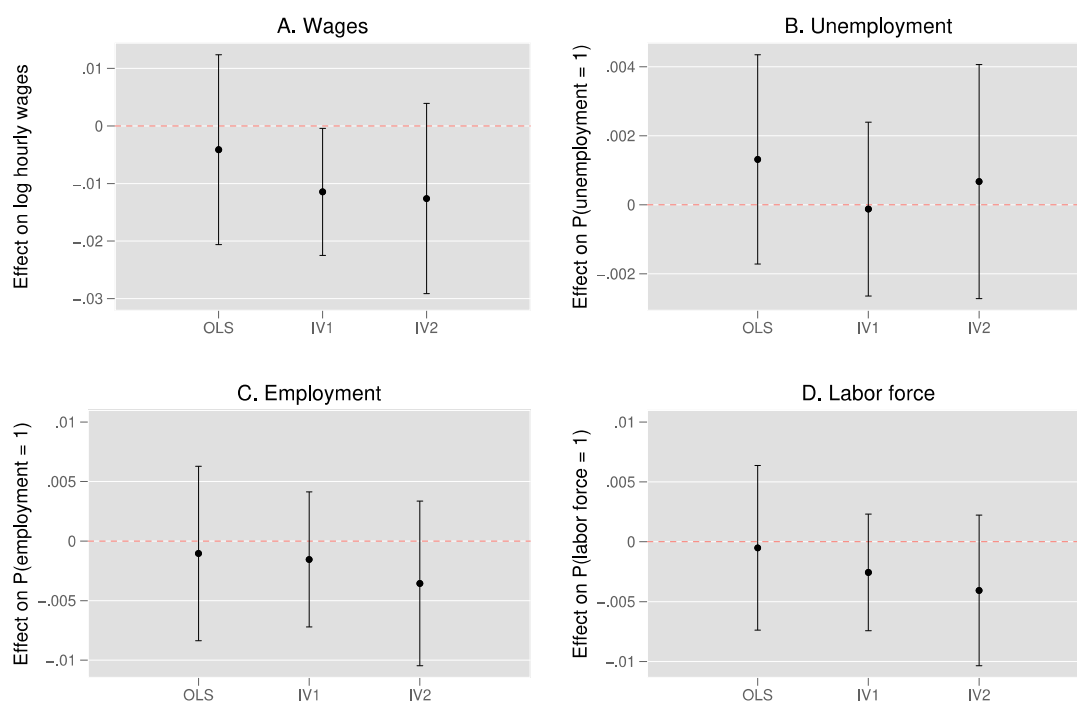 A. Wages
Effect on log hourly wages
.01
0
-.01
-.02
-.03
OLS IV1 IV2
B. Unemployment
Effect on P(unemployment = 1)
.004
.002
0
-.002
OLS IV1 IV2
C. Employment
Effect on P(employment = 1)
.01
.005
0
-.005
-.01
OLS IV1 IV2
D. Labor force
Effect on P(labor force = 1)
.01
.005
0
-.005
-.01
OLS IV1 IV2